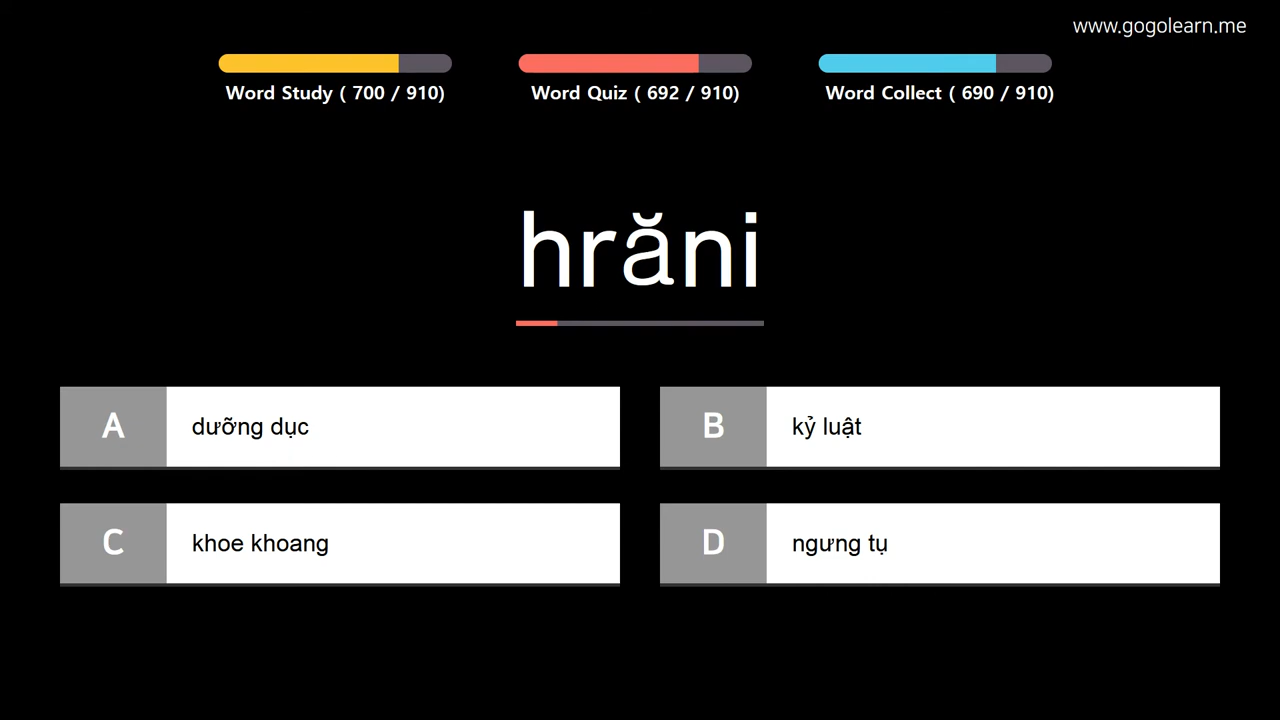 www.gogolearn.me
Word Study ( 700 / 910)
Word Quiz ( 692 / 910)
Word Collect ( 690 / 910)
hrăni
A dưỡng dục
B kỷ luật
C khoe khoang
D ngưng tụ